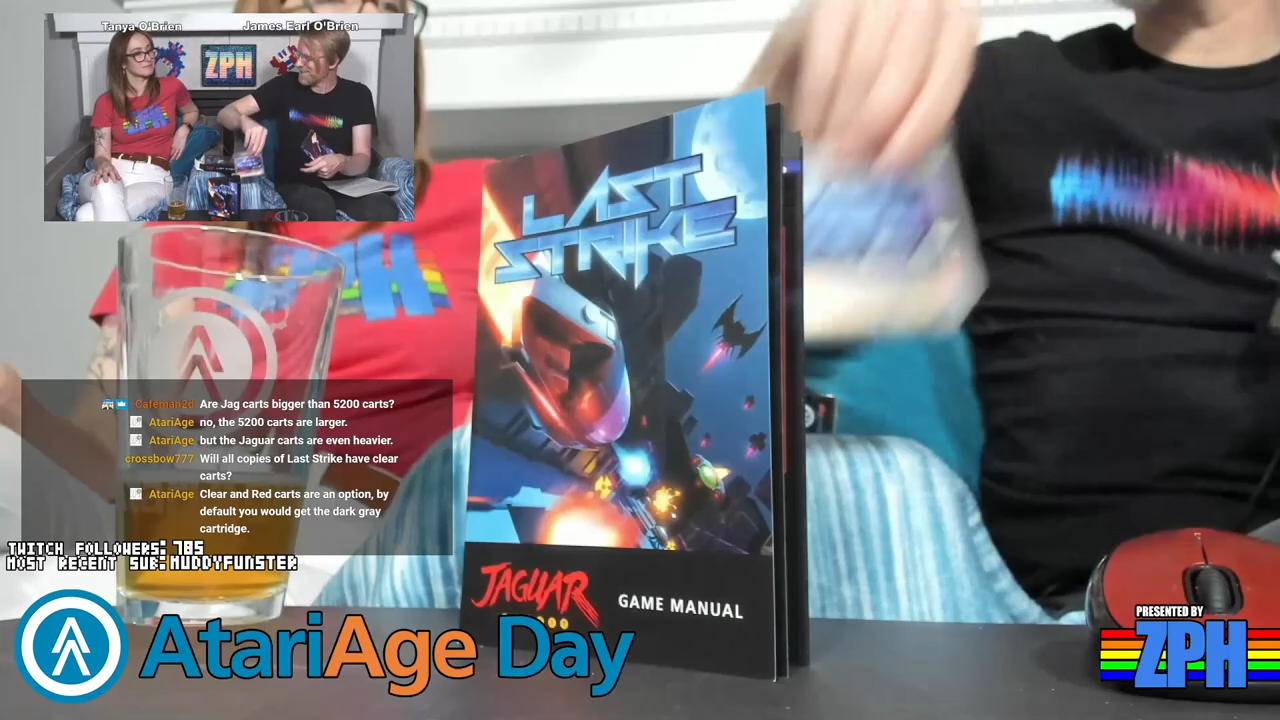 Tanya O'Brien
James Earl O'Brien
ZPH
ZPH
LAST
STRIKE
Cafeman2d Are Jag carts bigger than 5200 carts?
AtariAge no, the 5200 carts are larger.
AtariAge but the Jaguar carts are even heavier.
crossbow777 Will all copies of Last Strike have clear
carts?
AtariAge Clear and Red carts are an option, by
default you would get the dark gray
cartridge.
TWITCH FOLLOWERS: 785
MOST RECENT SUB: MUDDYFUNSTER
JAGUAR
GAME MANUAL
AtariAge Day
PRESENTED BY
ZPH